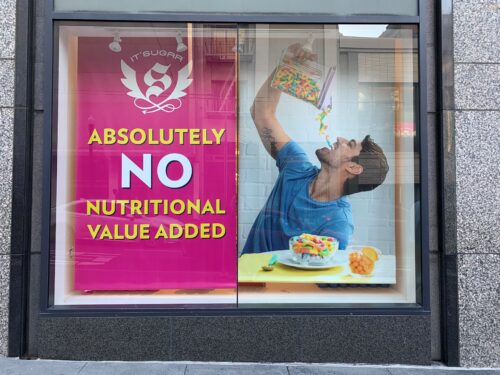 IT'SUGAR
S
ABSOLUTELY
NO
NUTRITIONAL
VALUE ADDED